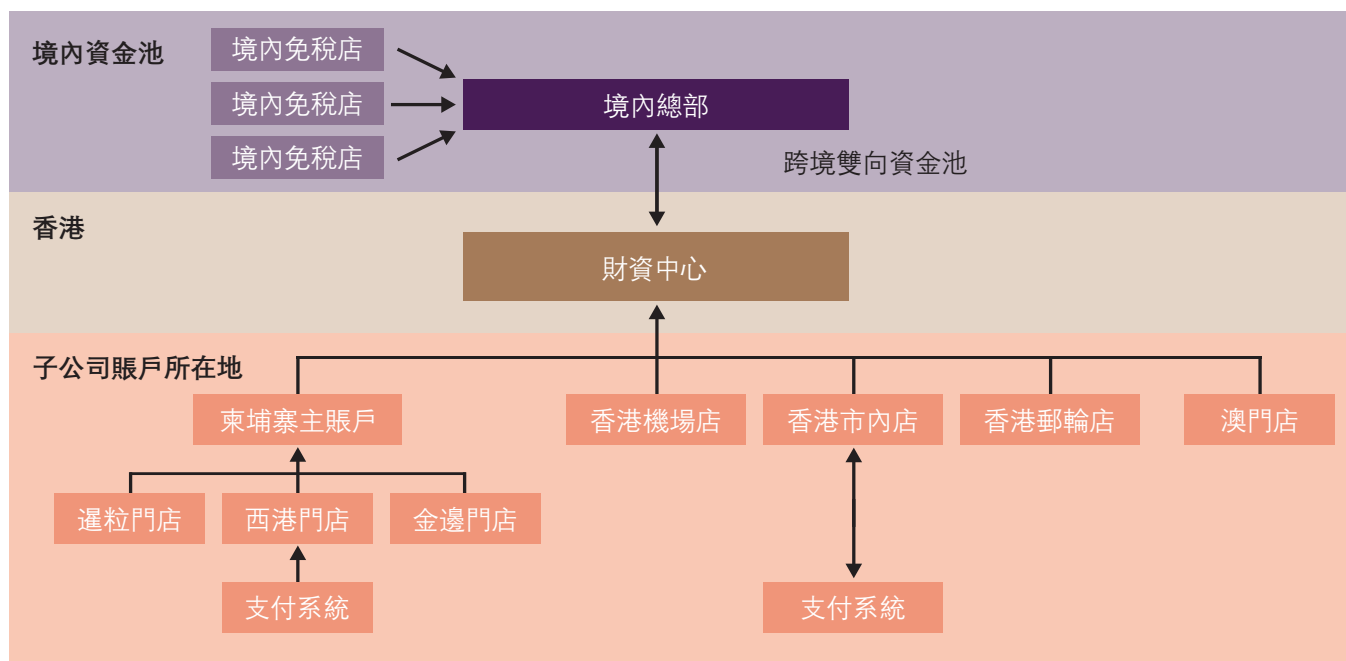 境內資金池
境內免稅店
境內免稅店
境內免稅店
境內總部
跨境雙向資金池
香港
財資中心
子公司賬戶所在地
柬埔寨主賬戶
香港機場店
香港市內店
香港郵輪店
澳門店
暹粒門店
西港門店
金邊門店
支付系統
支付系統